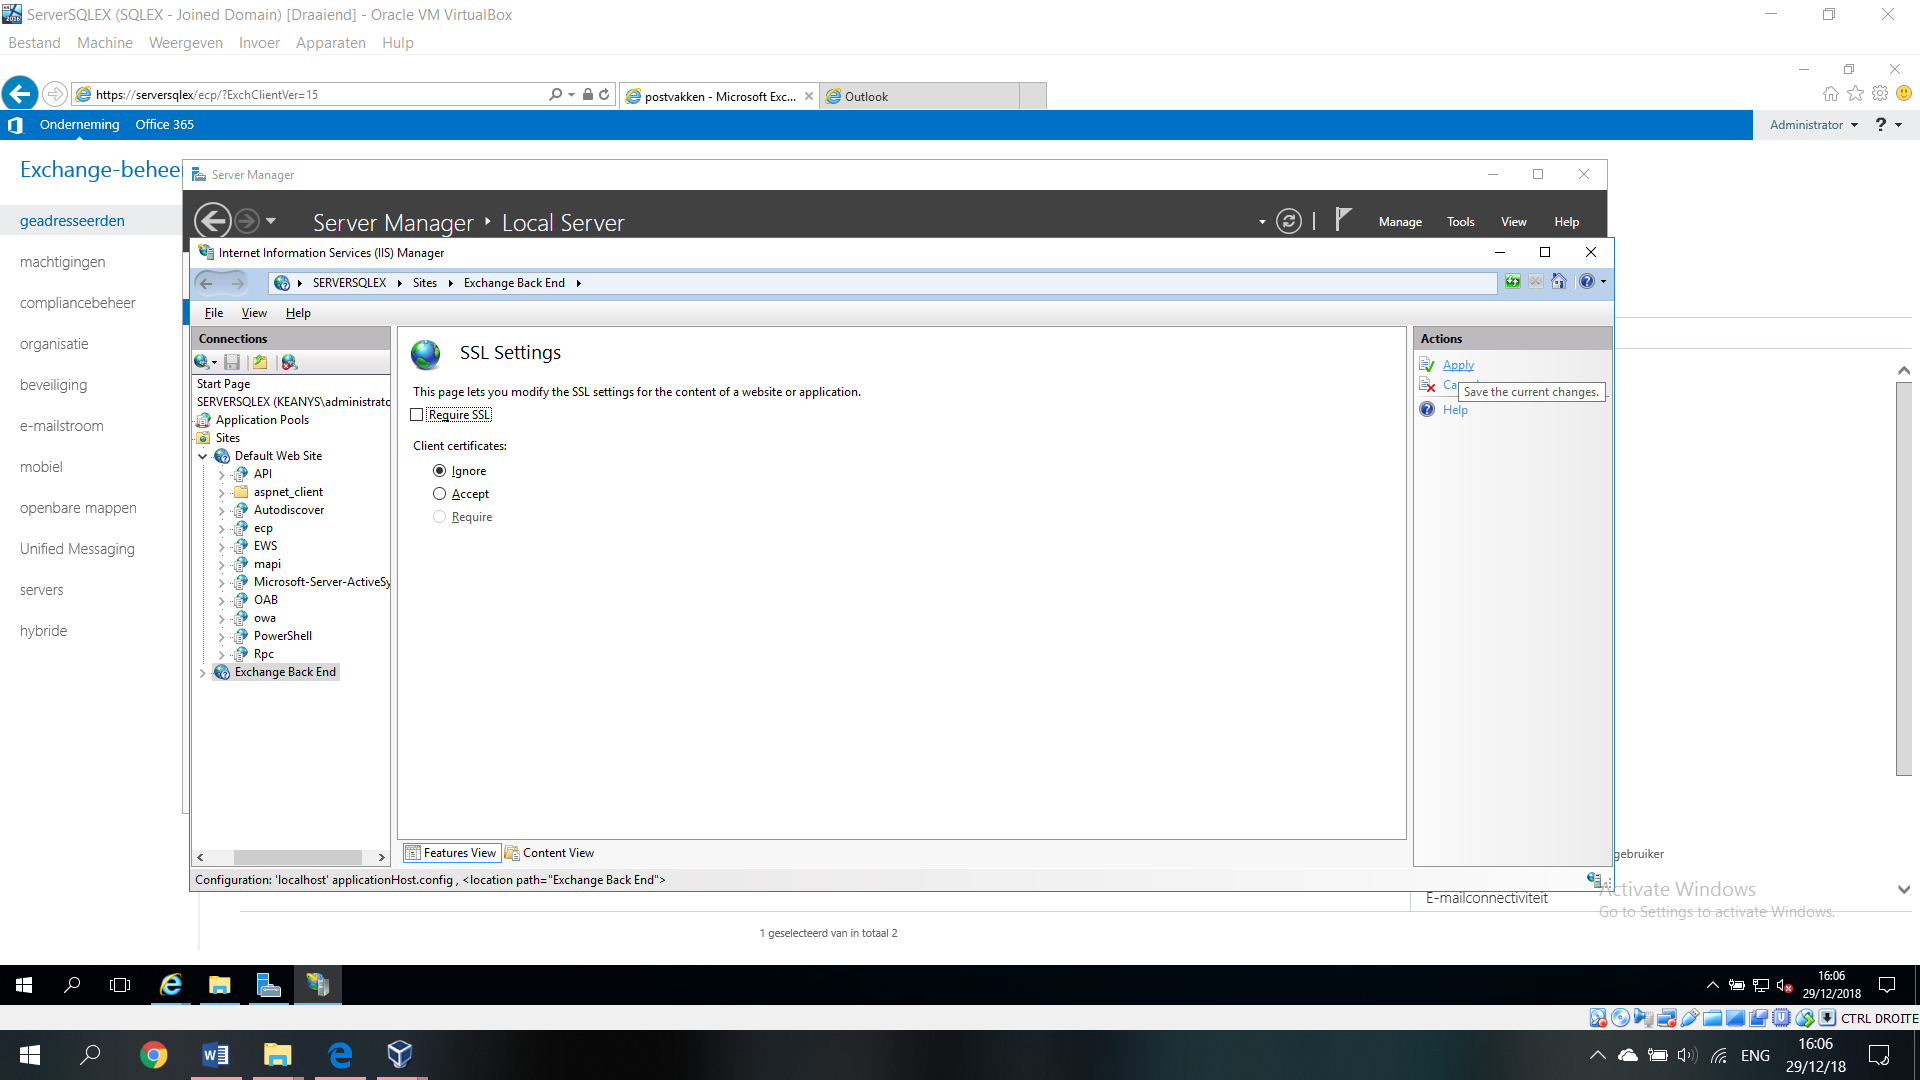 ServerSQLEX (SQLEX - Joined Domain) [Draaiend] - Oracle VM VirtualBox
Bestand Machine Weergeven Invoer Apparaten Hulp
https://serversqlex/ecp/?ExchClientVer=15
postvakken - Microsoft Exc...
Outlook
Onderneming Office 365
Administrator ?
Exchange-behee
geadresseerden
machtigingen
compliancebeheer
organisatie
beveiliging
e-mailstroom
mobiel
openbare mappen
Unified Messaging
servers
hybride
Server Manager
Server Manager Local Server
Manage Tools View Help
Internet Information Services (IIS) Manager
SERVERSQLEX Sites Exchange Back End
File View Help
Connections
Start Page
SERVERSQLEX (KEANYS\administrato
Application Pools
Sites
Default Web Site
API
aspnet_client
Autodiscover
ecp
EWS
mapi
Microsoft-Server-ActiveSy
OAB
owa
PowerShell
Rpc
Exchange Back End
SSL Settings
This page lets you modify the SSL settings for the content of a website or application.
Require SSL
Client certificates:
Ignore
Accept
Require
Features View Content View
Actions
Apply
Ca
Save the current changes.
Help
Configuration: 'localhost' applicationHost.config , <location path="Exchange Back End">
gebruiker
E-mailconnectiviteit
Activate Windows
Go to Settings to activate Windows.
1 geselecteerd van in totaal 2
16:06
29/12/2018
CTRL DROITE
ENG
16:06
29/12/18